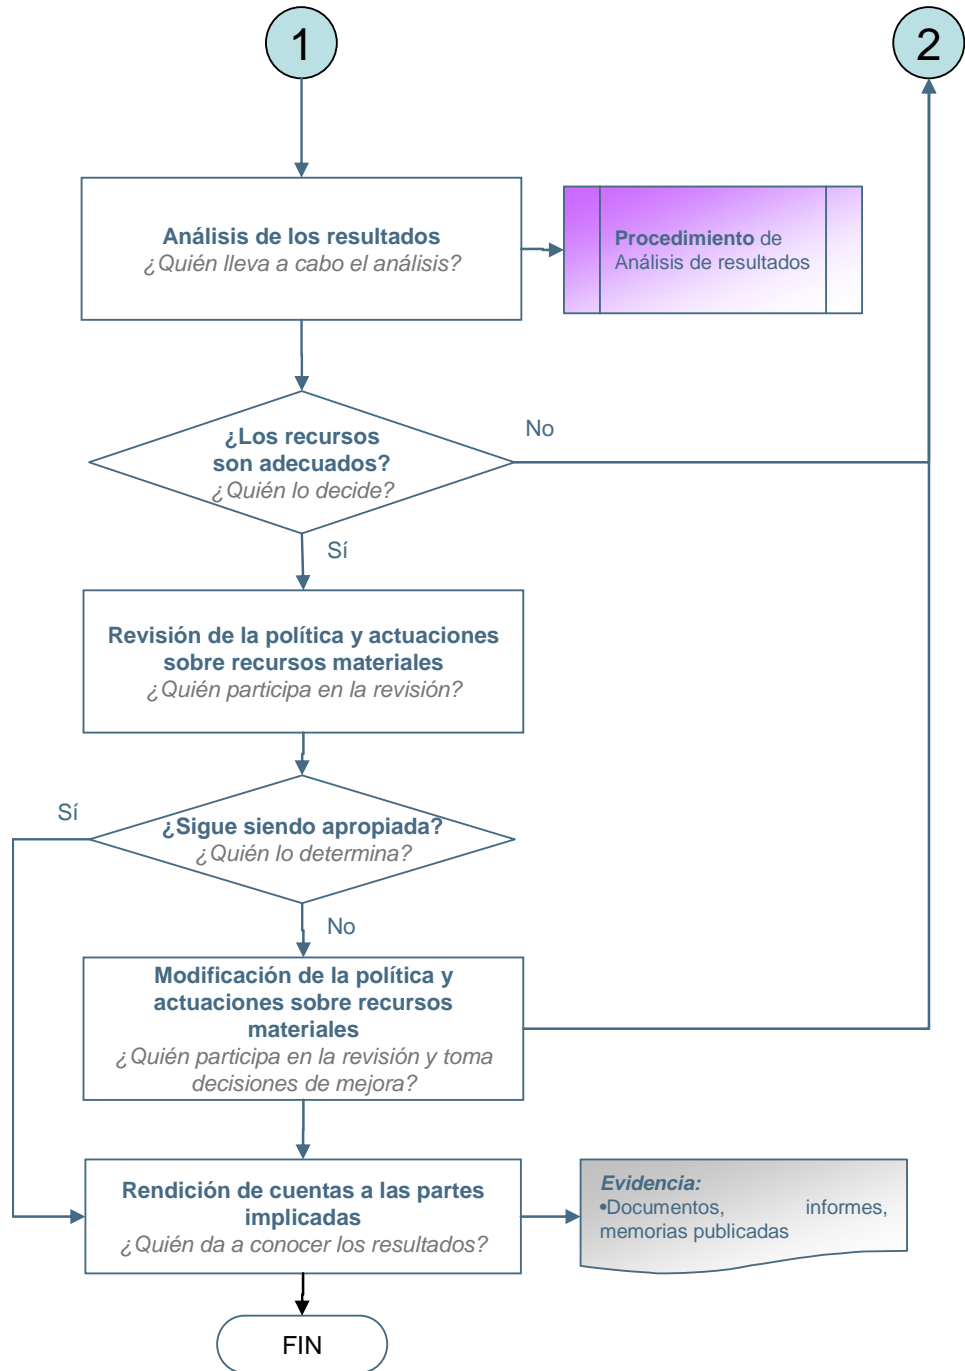 1
2
Análisis de los resultados
¿Quién lleva a cabo el análisis?
Procedimiento de
Análisis de resultados
¿Los recursos
son adecuados?
¿Quién lo decide?
No
Sí
Revisión de la política y actuaciones
sobre recursos materiales
¿Quién participa en la revisión?
Sí
¿Sigue siendo apropiada?
¿Quién lo determina?
No
Modificación de la política y
actuaciones sobre recursos
materiales
¿Quién participa en la revisión y toma
decisiones de mejora?
Rendición de cuentas a las partes
implicadas
¿Quién da a conocer los resultados?
Evidencia:
•Documentos, informes,
memorias publicadas
FIN